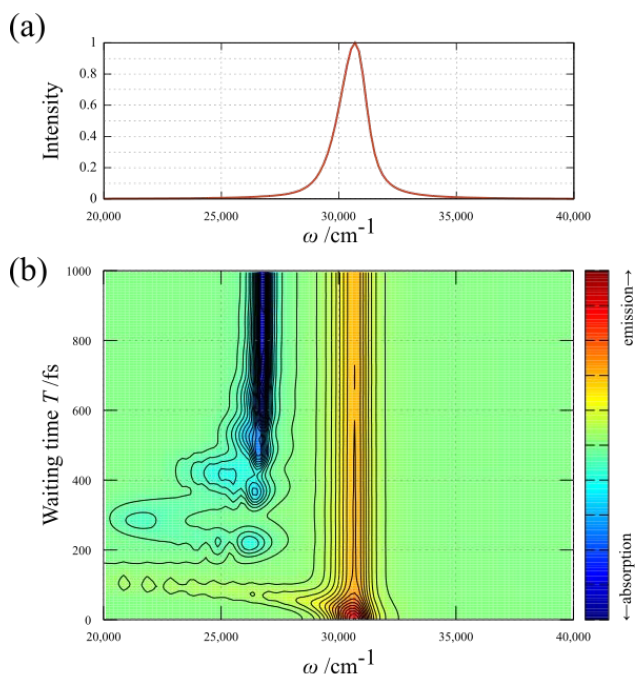 (a)
Intensity
1
0.8
0.6
0.4
0.2
0
20,000 25,000 30,000 35,000 40,000
ω /cm-1
(b)
Waiting time T /fs
1000
800
600
400
200
0
20,000 25,000 30,000 35,000 40,000
ω /cm-1
emission→
←absorption